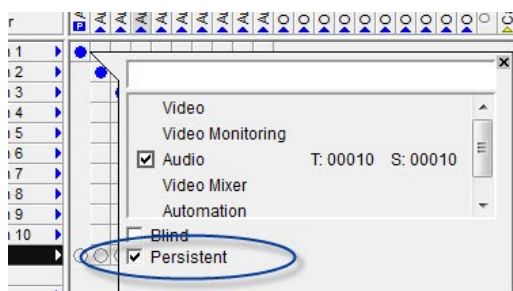 r
P A A A A A A A A O O O O O O O O O O C
1
2
3
4
5
6
7
8
9
10
x
Video
Video Monitoring
Audio T: 00010 S: 00010
Video Mixer
Automation
Blind
Persistent